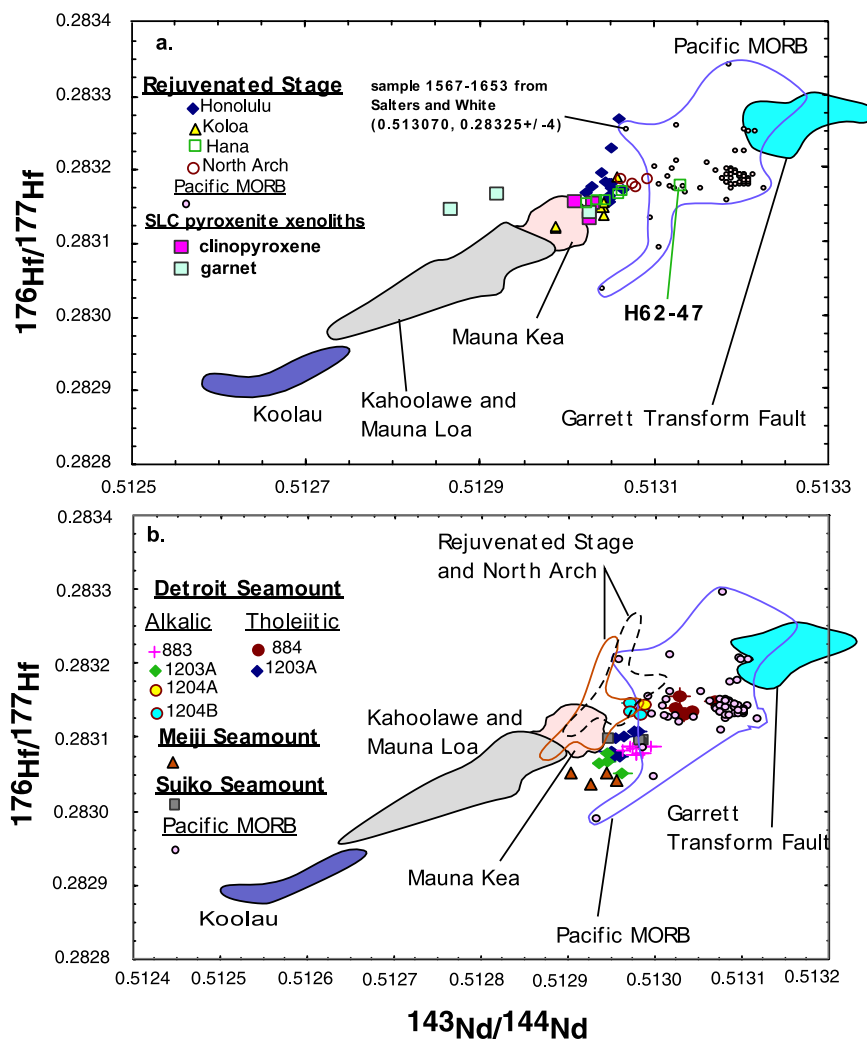 a.
0.2834
0.2833
0.2832
0.2831
0.2830
0.2829
0.2828
176Hf/177Hf
Rejuvenated Stage
Honolulu
Koloa
Hana
North Arch
Pacific MORB
SLC pyroxenite xenoliths
clinopyroxene
garnet
sample 1567-1653 from
Salters and White
(0.513070, 0.28325+/-4)
Pacific MORB
H62-47
Mauna Kea
Kahoolawe and
Mauna Loa
Koolau
Garrett Transform Fault
0.5125 0.5127 0.5129 0.5131 0.5133
b.
0.2834
0.2833
0.2832
0.2831
0.2830
0.2829
0.2828
176Hf/177Hf
Detroit Seamount
Alkalic Tholeiitic
883 884
1203A 1203A
1204A
1204B
Meiji Seamount
Suiko Seamount
Pacific MORB
Rejuvenated Stage
and North Arch
Kahoolawe and
Mauna Loa
Mauna Kea
Koolau
Garrett
Transform Fault
Pacific MORB
0.5124 0.5125 0.5126 0.5127 0.5128 0.5129 0.5130 0.5131 0.5132
143Nd/144Nd